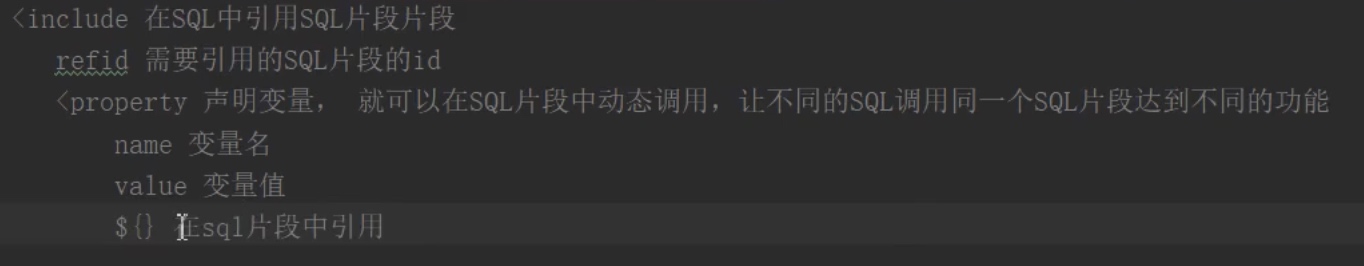 <include 在SQL中引用SQL片段片段
refid 需要引用的SQL片段的id
<property 声明变量， 就可以在SQL片段中动态调用，让不同的SQL调用同一个SQL片段达到不同的功能
name 变量名
value 变量值
${} 在sql片段中引用